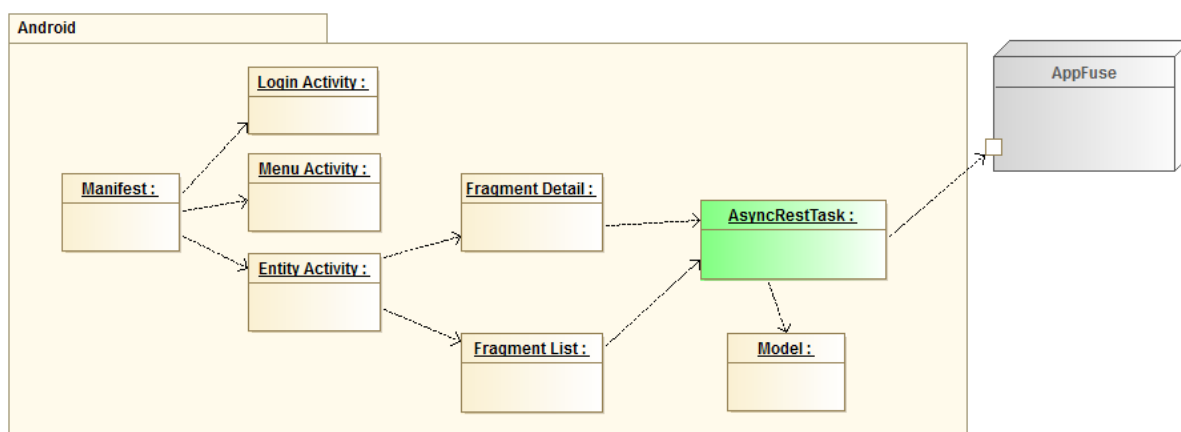 Android
AppFuse
Login Activity :
Menu Activity :
Manifest :
Fragment Detail :
AsyncRestTask :
Entity Activity :
Fragment List :
Model :